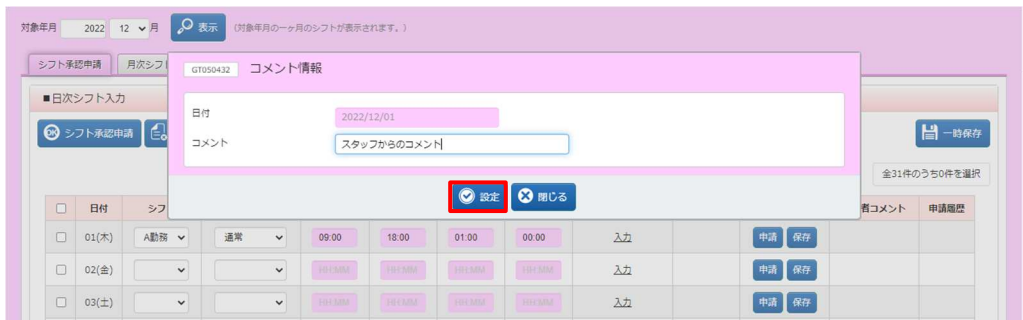 対象年月 2022 12 月 表示 (対象年月の一ヶ月のシフトが表示されます。)
シフト承認申請 月次シフ
GT050432 コメント情報
■日次シフト入力
日付 2022/12/01
OK シフト承認申請 一時保存
コメント スタッフからのコメント
全31件のうち0件を選択
設定 閉じる
日付 シフ 者コメント 申請履歴
01(木) A勤務 通常 09:00 18:00 01:00 00:00 入力 申請 保存
02(金) HH:MM HH:MM HH:MM HH:MM 入力 申請 保存
03(土) HH:MM HH:MM HH:MM HH:MM 入力 申請 保存